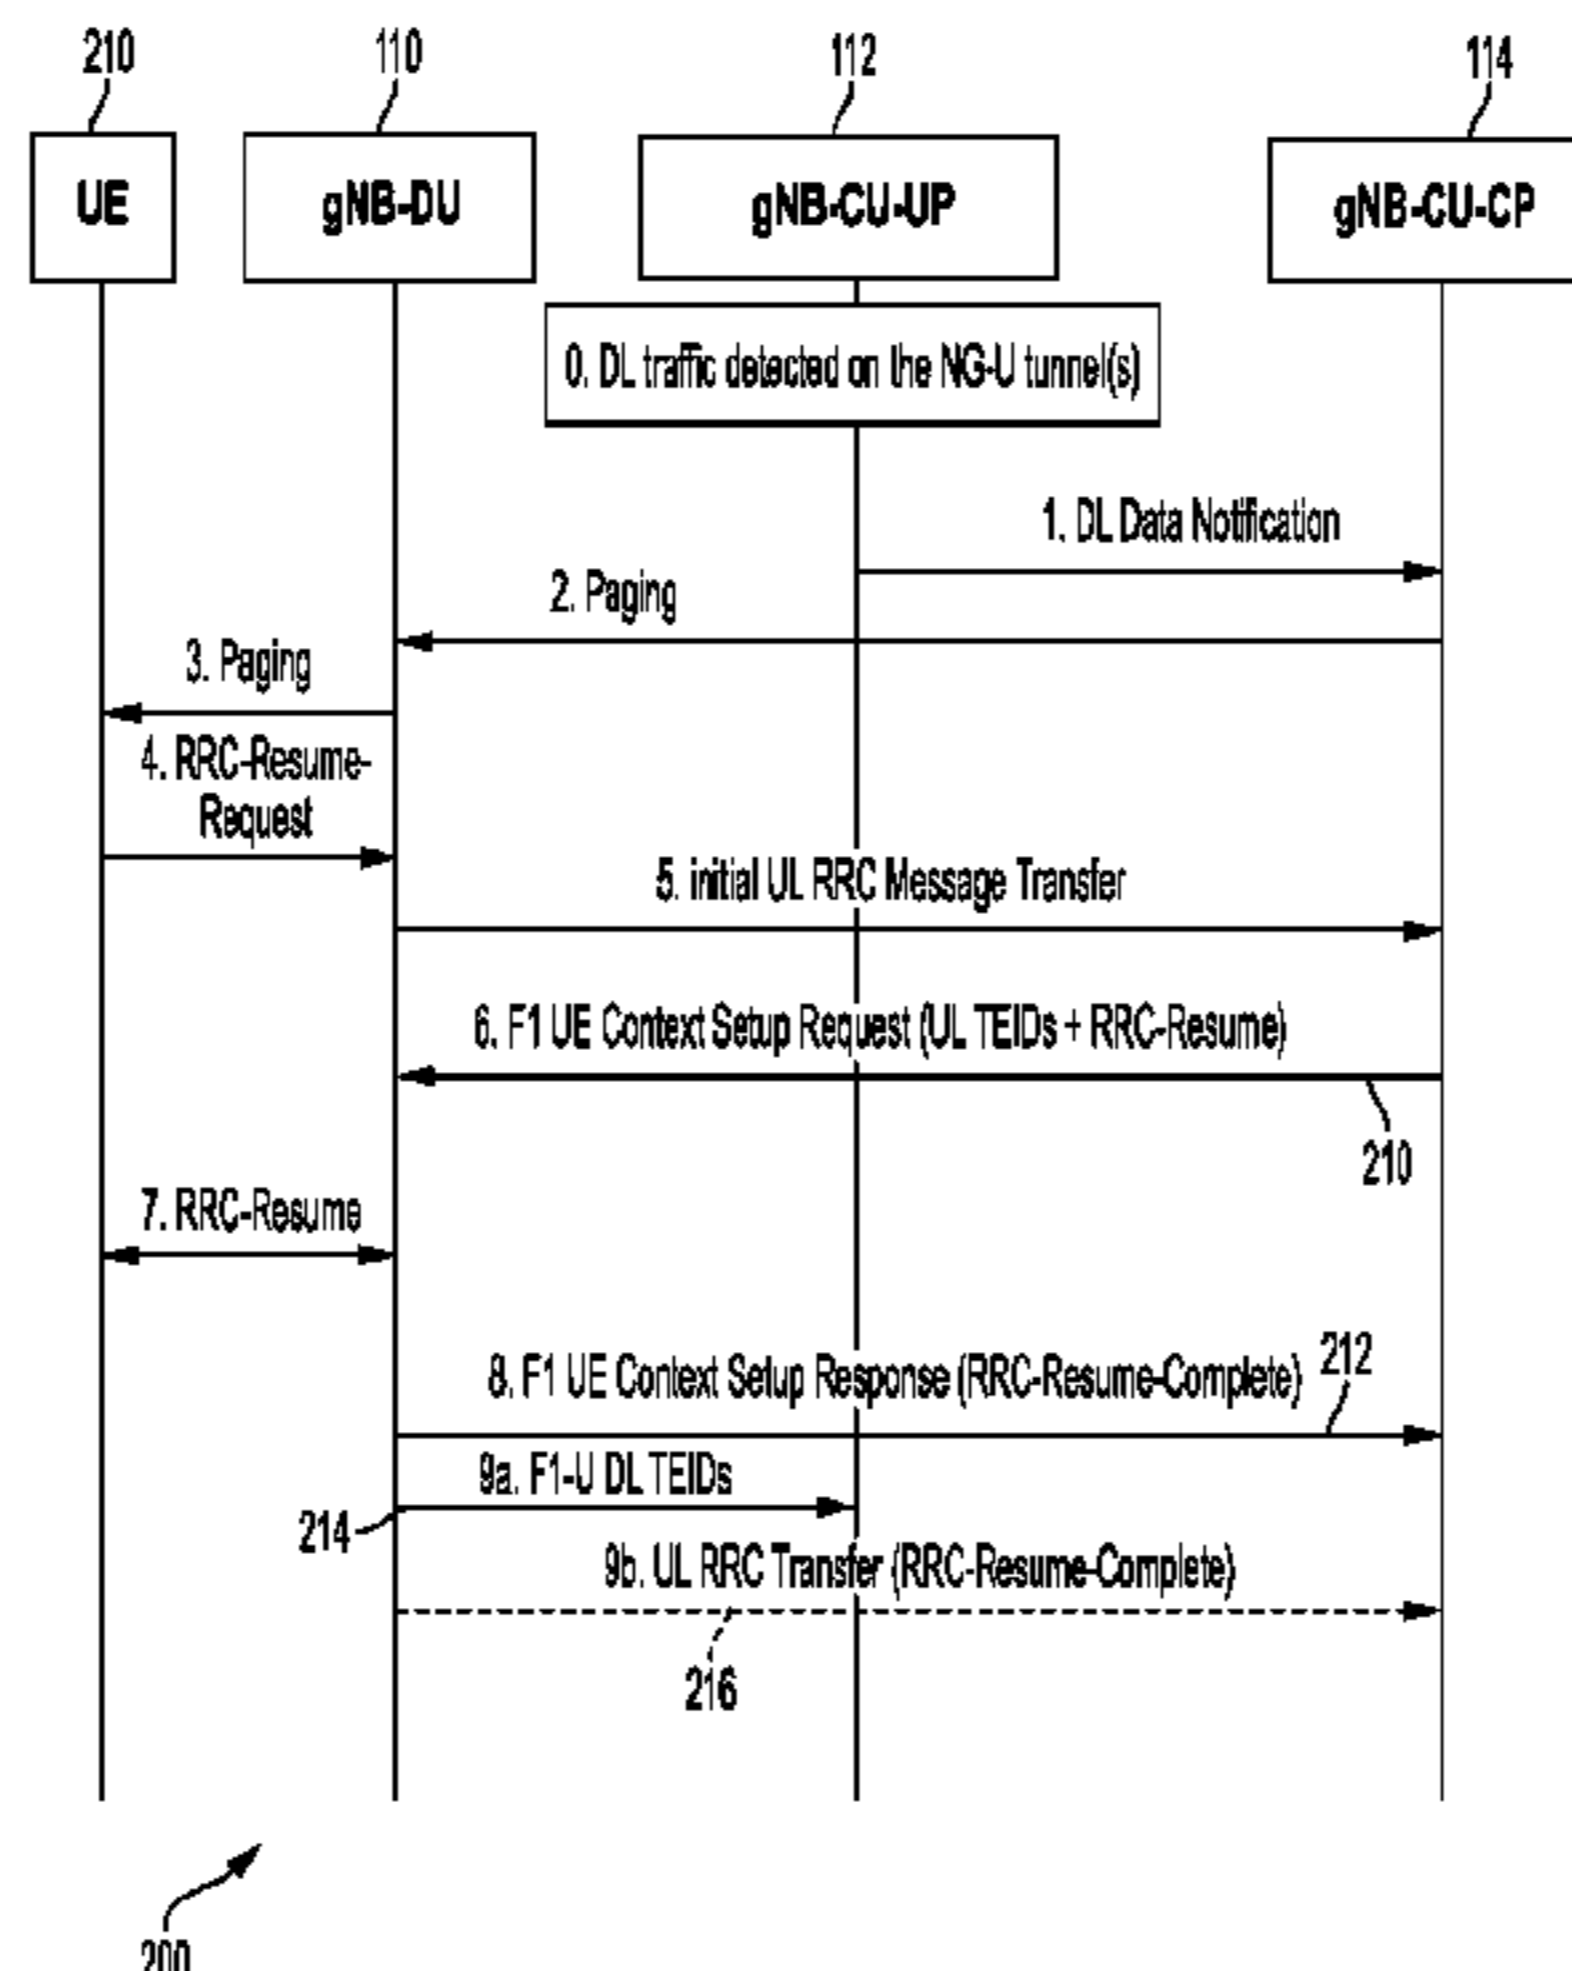 210 110 112 114
UE gNB-DU gNB-CU-UP gNB-CU-CP
0. DL traffic detected on the NG-U tunnel(s)
1. DL Data Notification
2. Paging
3. Paging
4. RRC-Resume-
Request
5. initial UL RRC Message Transfer
6. F1 UE Context Setup Request (UL TEIDs + RRC-Resume)
210
7. RRC-Resume
8. F1 UE Context Setup Response (RRC-Resume-Complete)
212
9a. F1-U DL TEIDs
214
9b. UL RRC Transfer (RRC-Resume-Complete)
216
200